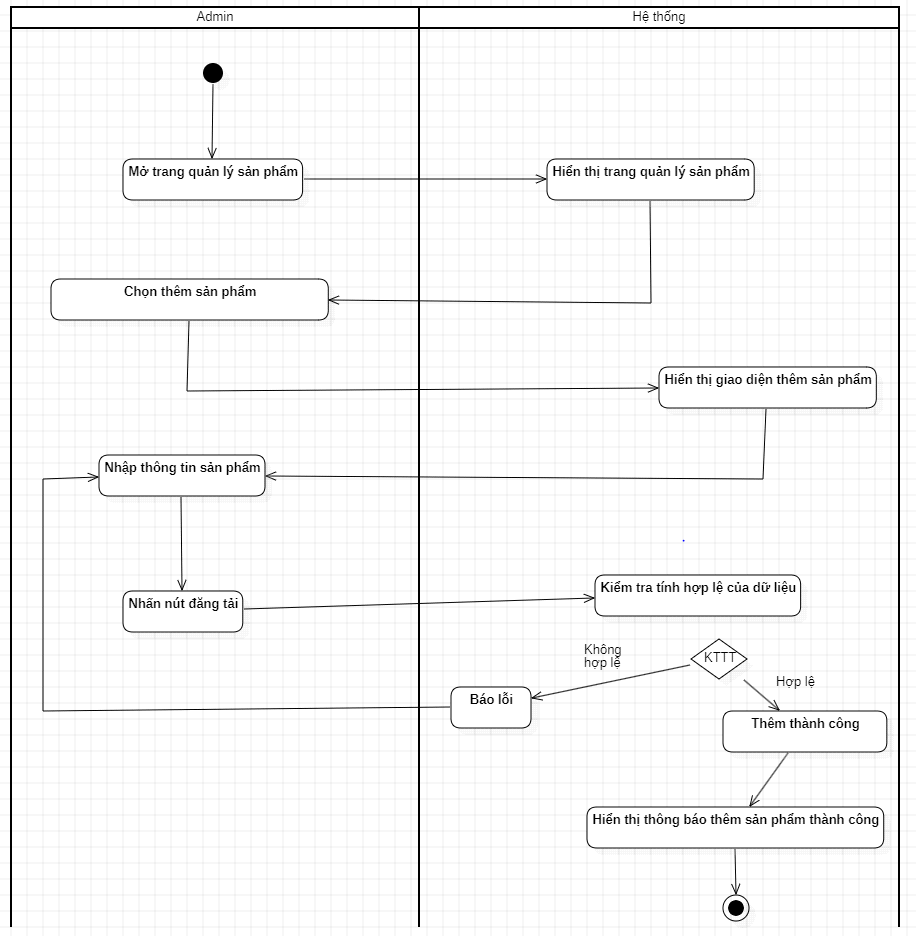 Admin
Hệ thống
Mở trang quản lý sản phẩm
Hiển thị trang quản lý sản phẩm
Chọn thêm sản phẩm
Hiển thị giao diện thêm sản phẩm
Nhập thông tin sản phẩm
Nhấn nút đăng tải
Kiểm tra tính hợp lệ của dữ liệu
Không
hợp lệ
KTTT
Hợp lệ
Báo lỗi
Thêm thành công
Hiển thị thông báo thêm sản phẩm thành công